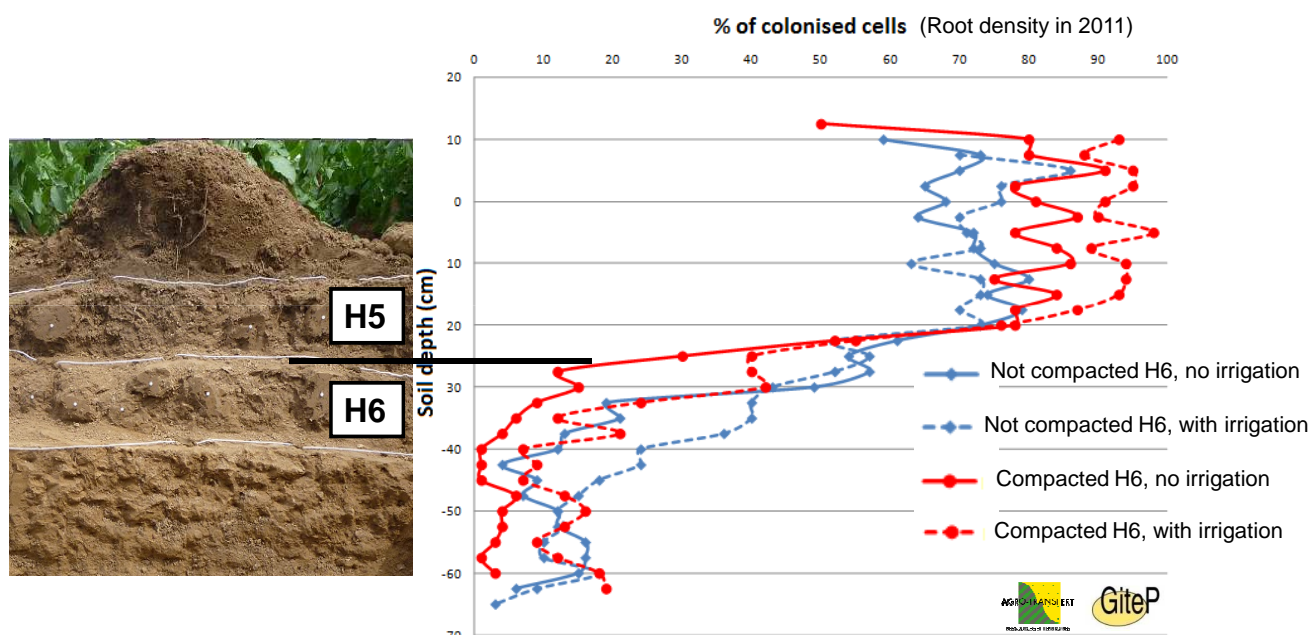 % of colonised cells (Root density in 2011)
0 10 20 30 40 50 60 70 80 90 100
20
10
0
10
20
30
-40
-50
-60
70
Soil depth (cm)
H5
H6
Not compacted H6, no irrigation
Not compacted H6, with irrigation
Compacted H6, no irrigation
Compacted H6, with irrigation
AGRO-TRANSFERT
GiteP